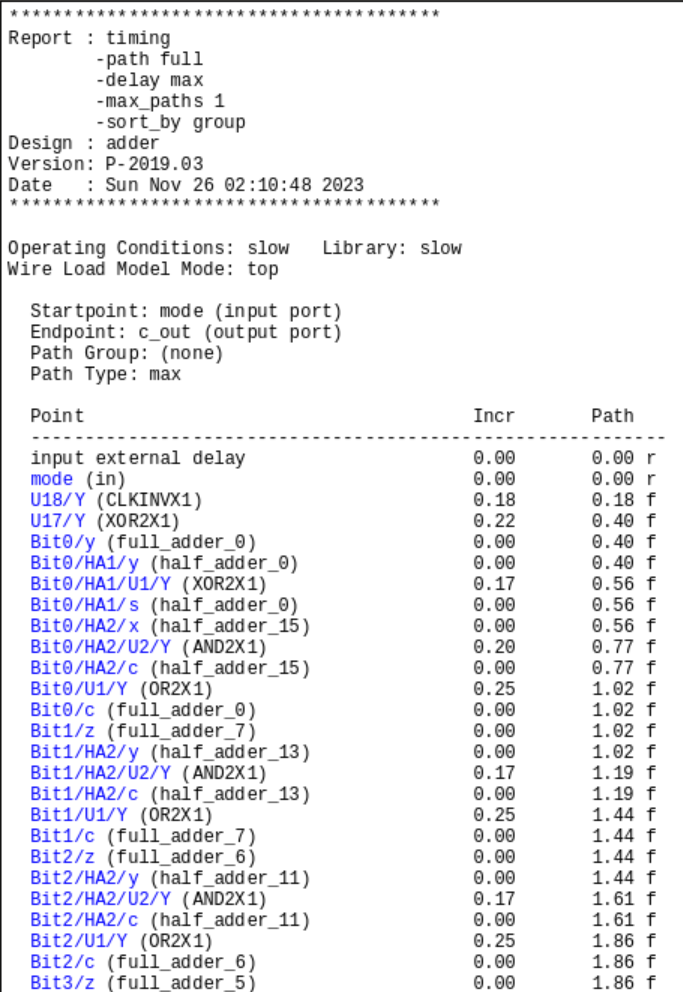 ****************************************
Report : timing
        -path full
        -delay max
        -max_paths 1
        -sort_by group
Design : adder
Version: P-2019.03
Date   : Sun Nov 26 02:10:48 2023
****************************************
Operating Conditions: slow   Library: slow
Wire Load Model Mode: top
  Startpoint: mode (input port)
  Endpoint: c_out (output port)
  Path Group: (none)
  Path Type: max
  Point                                    Incr       Path
  -----------------------------------------------------------
  input external delay                     0.00       0.00 r
  mode (in)                                0.00       0.00 r
  U18/Y (CLKINVX1)                         0.18       0.18 f
  U17/Y (XOR2X1)                           0.22       0.40 f
  Bit0/y (full_adder_0)                    0.00       0.40 f
  Bit0/HA1/y (half_adder_0)                0.00       0.40 f
  Bit0/HA1/U1/Y (XOR2X1)                   0.17       0.56 f
  Bit0/HA1/s (half_adder_0)                0.00       0.56 f
  Bit0/HA2/x (half_adder_15)               0.00       0.56 f
  Bit0/HA2/U2/Y (AND2X1)                   0.20       0.77 f
  Bit0/HA2/c (half_adder_15)               0.00       0.77 f
  Bit0/U1/Y (OR2X1)                        0.25       1.02 f
  Bit0/c (full_adder_0)                    0.00       1.02 f
  Bit1/z (full_adder_7)                    0.00       1.02 f
  Bit1/HA2/y (half_adder_13)               0.00       1.02 f
  Bit1/HA2/U2/Y (AND2X1)                   0.17       1.19 f
  Bit1/HA2/c (half_adder_13)               0.00       1.19 f
  Bit1/U1/Y (OR2X1)                        0.25       1.44 f
  Bit1/c (full_adder_7)                    0.00       1.44 f
  Bit2/z (full_adder_6)                    0.00       1.44 f
  Bit2/HA2/y (half_adder_11)               0.00       1.44 f
  Bit2/HA2/U2/Y (AND2X1)                   0.17       1.61 f
  Bit2/HA2/c (half_adder_11)               0.00       1.61 f
  Bit2/U1/Y (OR2X1)                        0.25       1.86 f
  Bit2/c (full_adder_6)                    0.00       1.86 f
  Bit3/z (full_adder_5)                    0.00       1.86 f